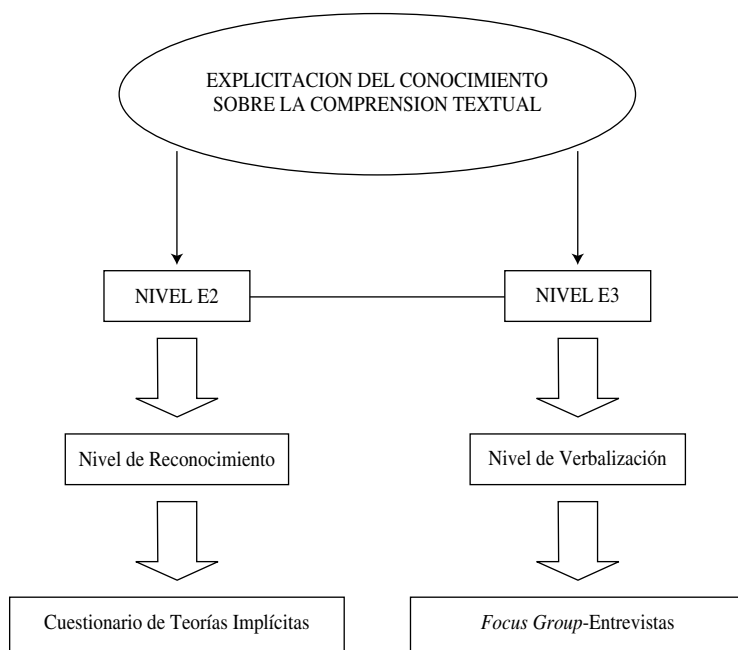 EXPLICITACION DEL CONOCIMIENTO
SOBRE LA COMPRENSION TEXTUAL
NIVEL E2
NIVEL E3
Nivel de Reconocimiento
Nivel de Verbalización
Cuestionario de Teorías Implícitas
Focus Group-Entrevistas